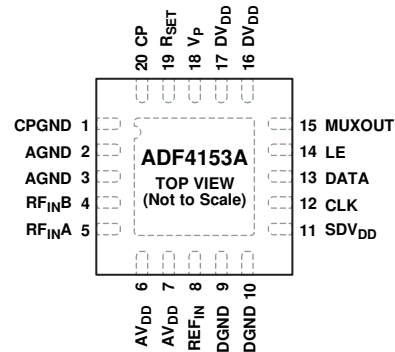 20 CP
19 RSET
18 VP
17 DVDD
16 DVDD
CPGND 1
AGND 2
AGND 3
RFINB 4
RFINA 5
ADF4153A
TOP VIEW
(Not to Scale)
15 MUXOUT
14 LE
13 DATA
12 CLK
11 SDVDD
AVDD 6
AVDD 7
REFIN 8
DGND 9
DGND 10